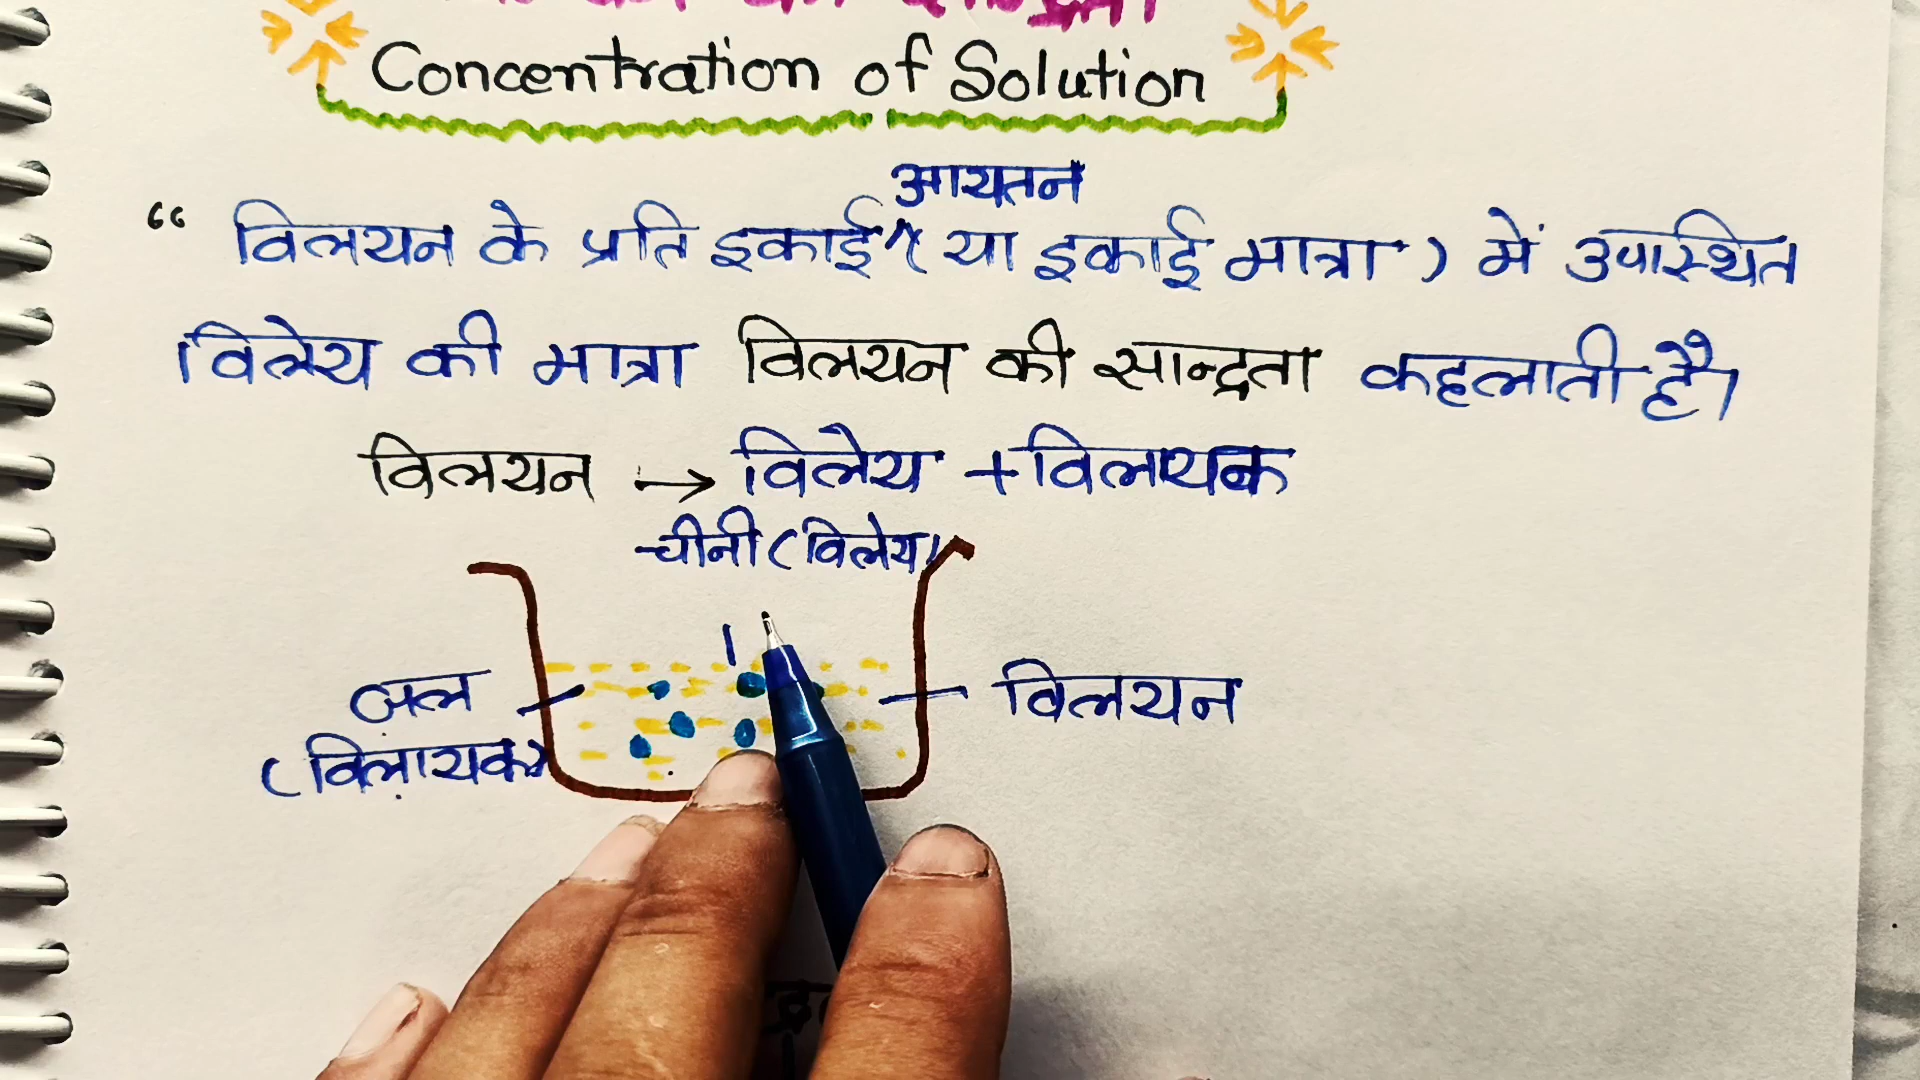 Concentration of Solution
आयतन
“ विलयन के प्रति इकाई ( या इकाई मात्रा ) में उपस्थित
विलेय की मात्रा विलयन की सान्द्रता कहलाती है।
विलयन → विलेय + विलायक
चीनी (विलेय)
जल
विलयन
(विलायक)